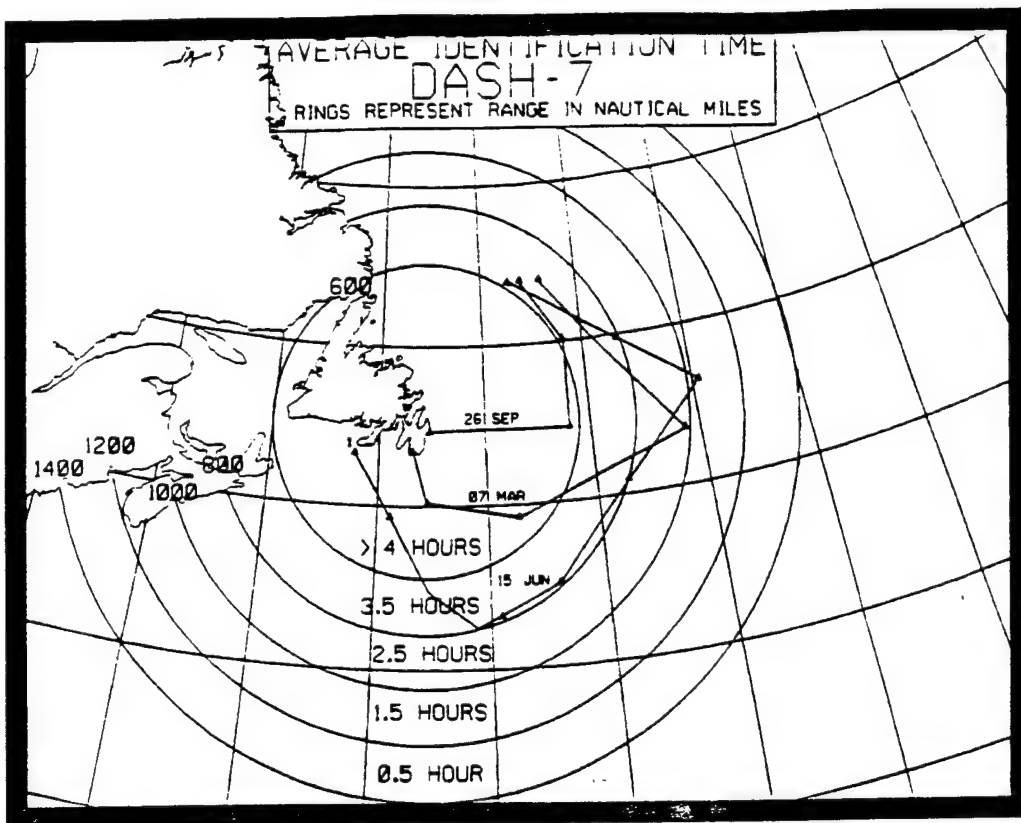 AVERAGE IDENTIFICATION TIME
DASH-7
RINGS REPRESENT RANGE IN NAUTICAL MILES
600
26 SEP
1200
800
1400
1000
071 MAR
> 4 HOURS
15 JUN
3.5 HOURS
2.5 HOURS
1.5 HOURS
0.5 HOUR